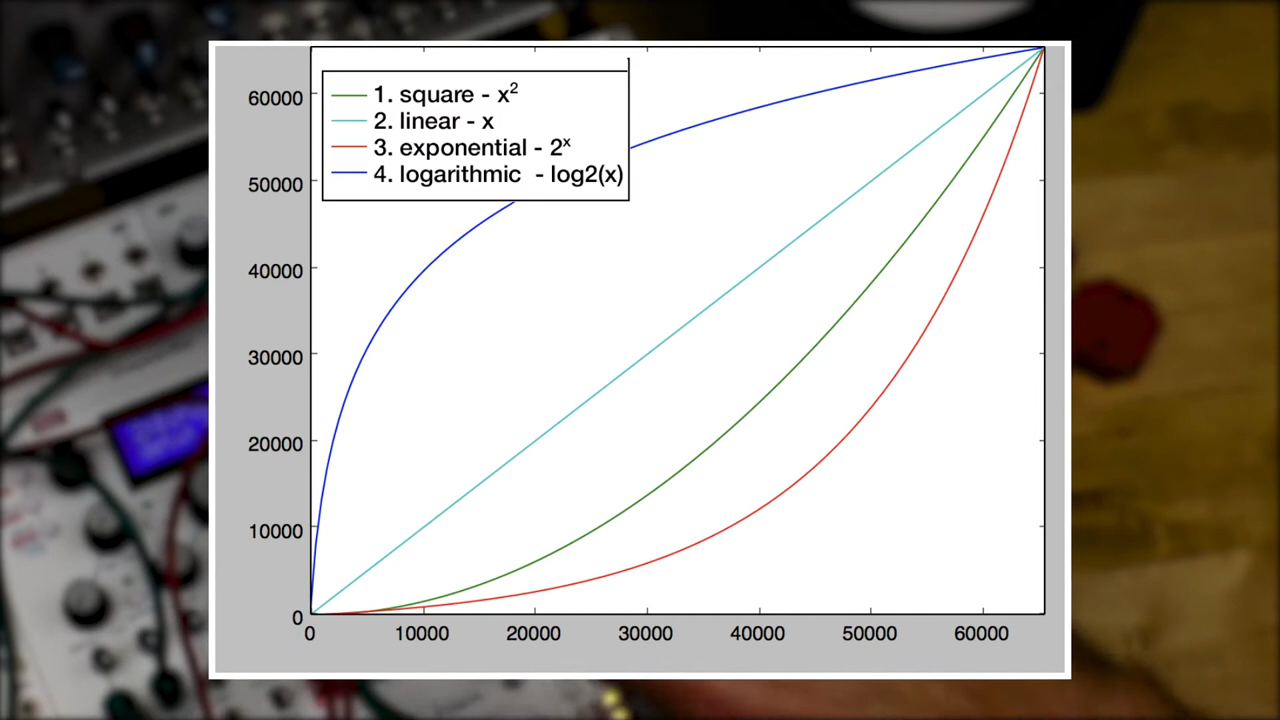 1. square - x²
2. linear - x
3. exponential - 2ˣ
4. logarithmic - log2(x)
60000
50000
40000
30000
20000
10000
0
0 10000 20000 30000 40000 50000 60000